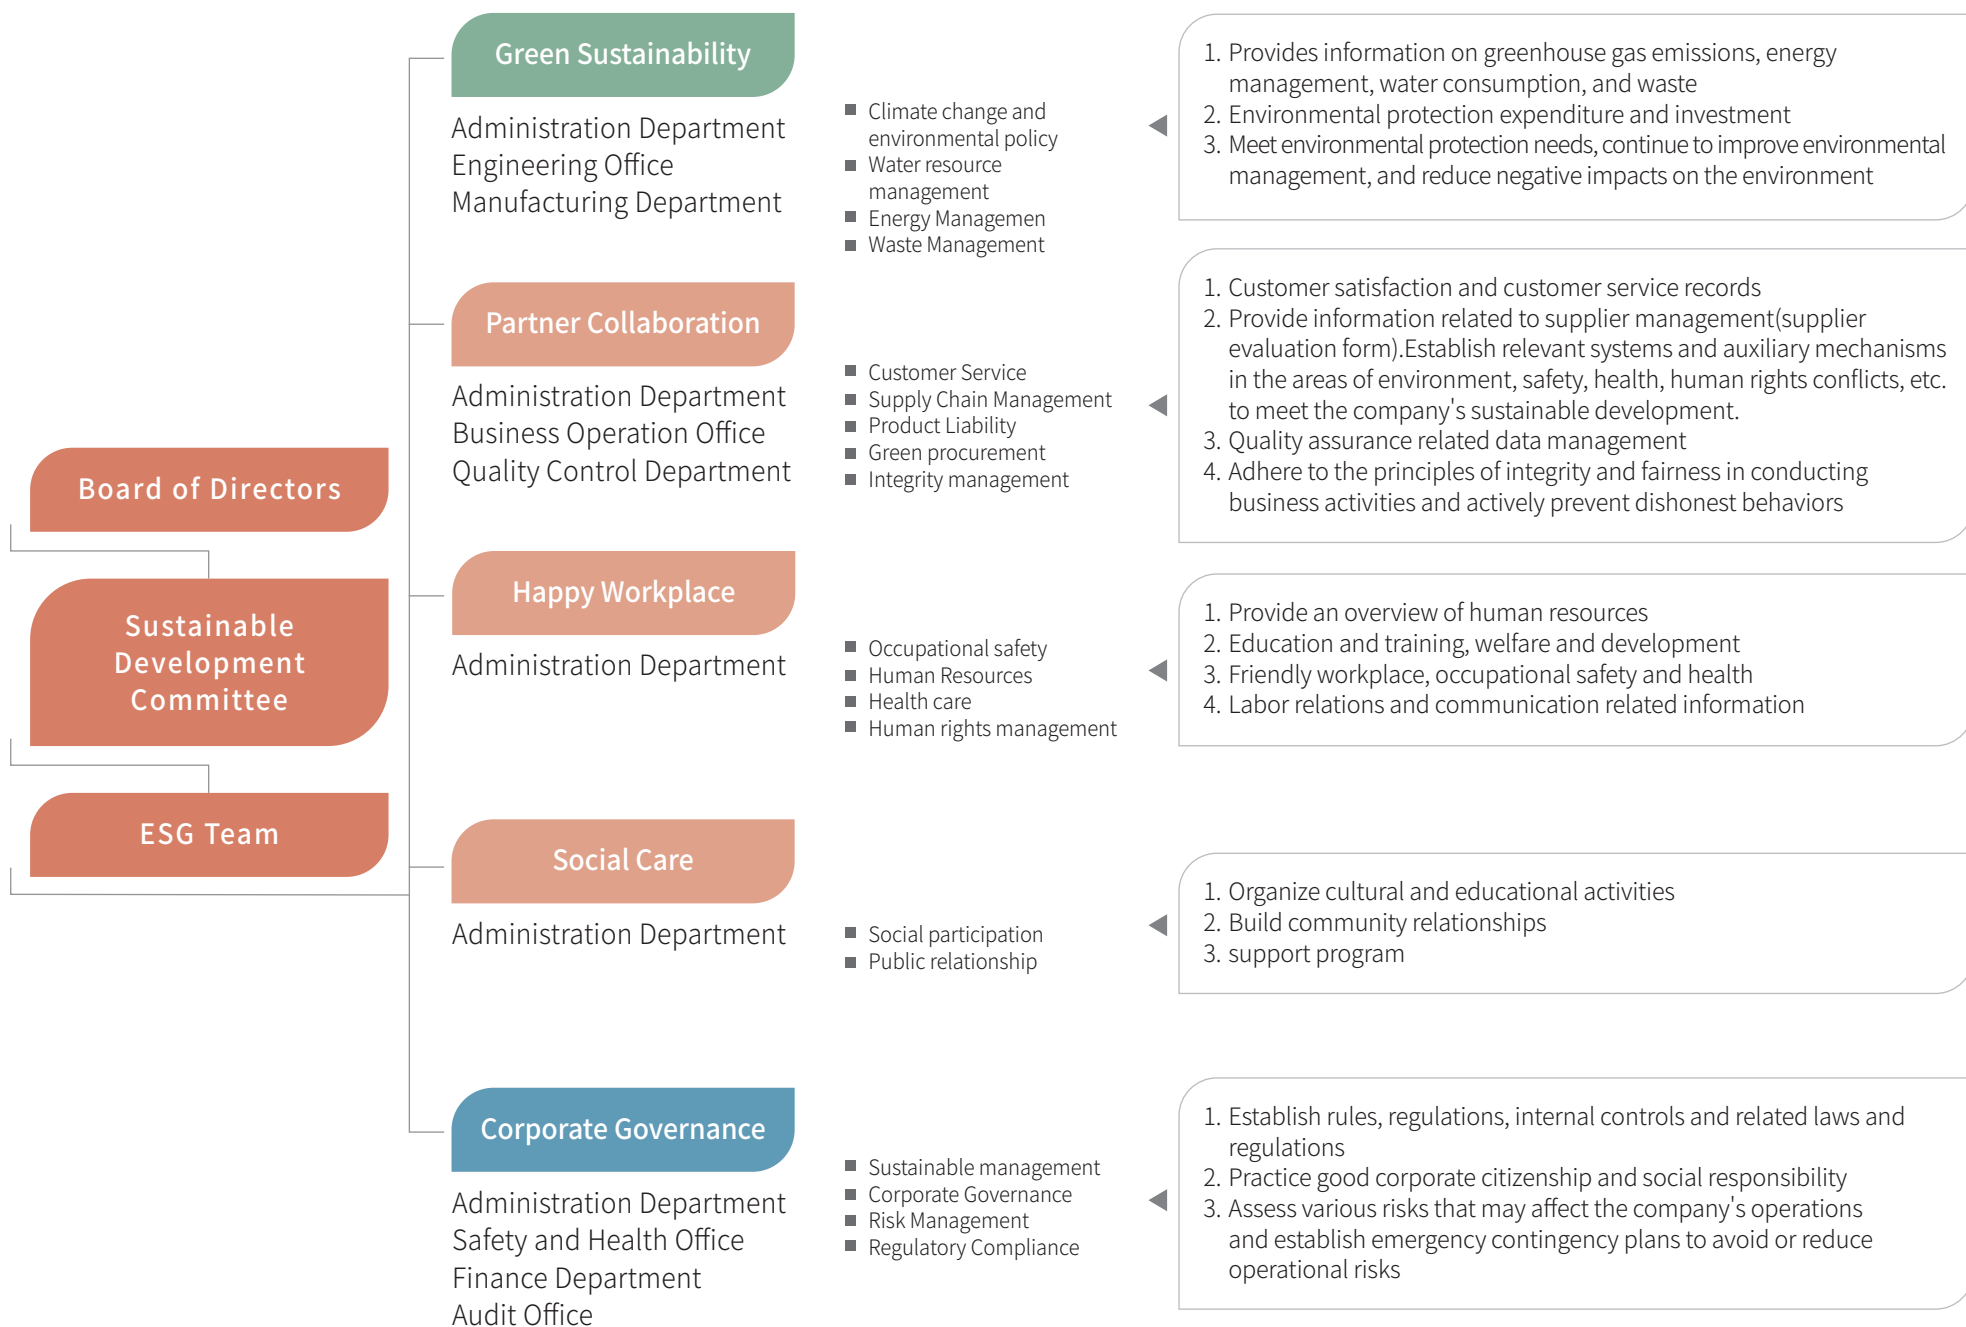 Board of Directors
Sustainable
Development
Committee
ESG Team
Green Sustainability
Administration Department
Engineering Office
Manufacturing Department
■ Climate change and
environmental policy
■ Water resource
management
■ Energy Managemen
■ Waste Management
1. Provides information on greenhouse gas emissions, energy
management, water consumption, and waste
2. Environmental protection expenditure and investment
3. Meet environmental protection needs, continue to improve environmental
management, and reduce negative impacts on the environment
Partner Collaboration
Administration Department
Business Operation Office
Quality Control Department
■ Customer Service
■ Supply Chain Management
■ Product Liability
■ Green procurement
■ Integrity management
1. Customer satisfaction and customer service records
2. Provide information related to supplier management(supplier
evaluation form).Establish relevant systems and auxiliary mechanisms
in the areas of environment, safety, health, human rights conflicts, etc.
to meet the company's sustainable development.
3. Quality assurance related data management
4. Adhere to the principles of integrity and fairness in conducting
business activities and actively prevent dishonest behaviors
Happy Workplace
Administration Department
■ Occupational safety
■ Human Resources
■ Health care
■ Human rights management
1. Provide an overview of human resources
2. Education and training, welfare and development
3. Friendly workplace, occupational safety and health
4. Labor relations and communication related information
Social Care
Administration Department
■ Social participation
■ Public relationship
1. Organize cultural and educational activities
2. Build community relationships
3. support program
Corporate Governance
Administration Department
Safety and Health Office
Finance Department
Audit Office
■ Sustainable management
■ Corporate Governance
■ Risk Management
■ Regulatory Compliance
1. Establish rules, regulations, internal controls and related laws and
regulations
2. Practice good corporate citizenship and social responsibility
3. Assess various risks that may affect the company's operations
and establish emergency contingency plans to avoid or reduce
operational risks